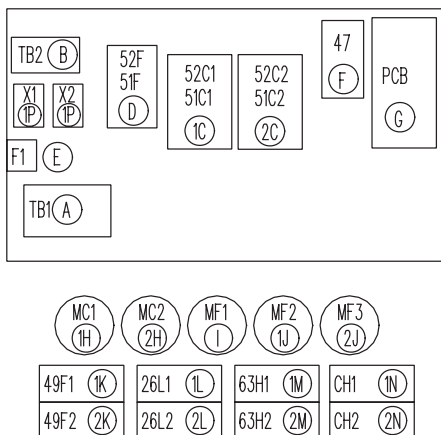 TB2 B
52F
51F
D
52C1
51C1
1C
52C2
51C2
2C
47
F
PCB
G
X1
1P
X2
1P
F1 E
TB1 A
MC1
1H
MC2
2H
MF1
I
MF2
1J
MF3
2J
49F1 1K
26L1 1L
63H1 1M
CH1 1N
49F2 2K
26L2 2L
63H2 2M
CH2 2N